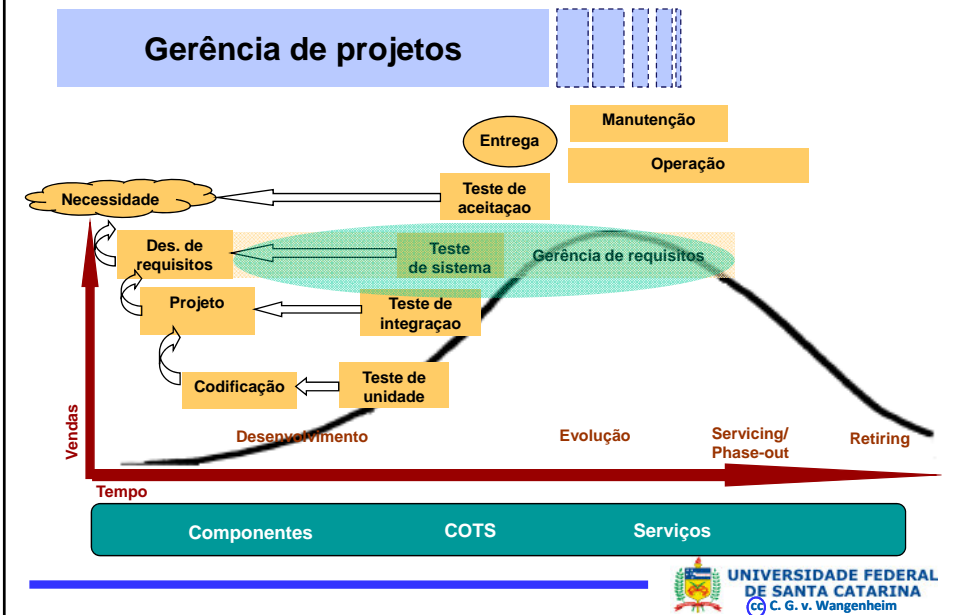 Gerência de projetos
Manutenção
Entrega
Operação
Teste de
aceitaçao
Necessidade
Des. de
requisitos
Teste
de sistema
Gerência de requisitos
Projeto
Teste de
integraçao
Codificação
Teste de
unidade
Vendas
Desenvolvimento
Evolução
Servicing/
Phase-out
Retiring
Tempo
Componentes
COTS
Serviços
UNIVERSIDADE FEDERAL
DE SANTA CATARINA
cc C. G. v. Wangenheim